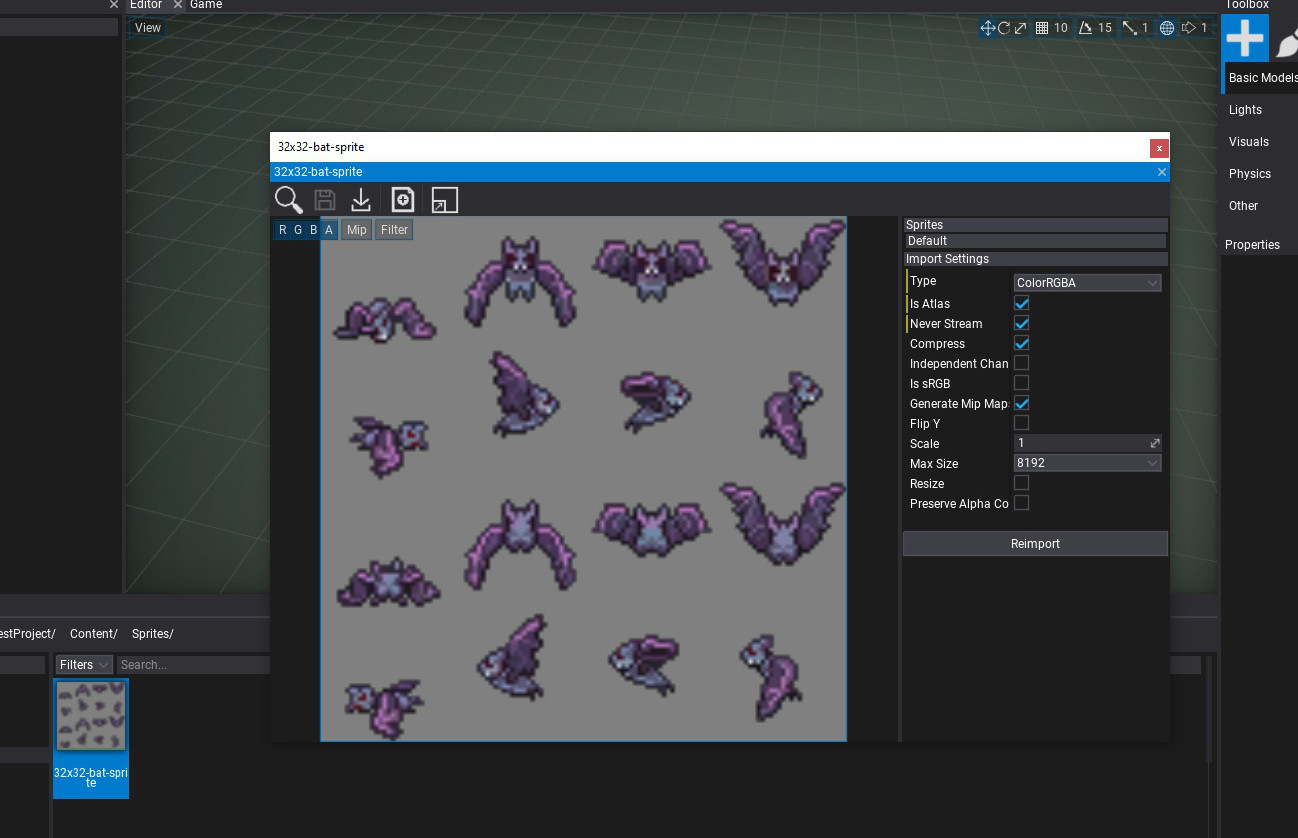 Editor Game
Toolbox
View
10 15 1 1
Basic Models
Lights
Visuals
Physics
Other
Properties
32x32-bat-sprite
32x32-bat-sprite
R G B A Mip Filter
Sprites
Default
Import Settings
Type ColorRGBA
Is Atlas
Never Stream
Compress
Independent Chan
Is sRGB
Generate Mip Map
Flip Y
Scale 1
Max Size 8192
Resize
Preserve Alpha Co
Reimport
estProject/ Content/ Sprites/
Filters Search...
32x32-bat-spri
te